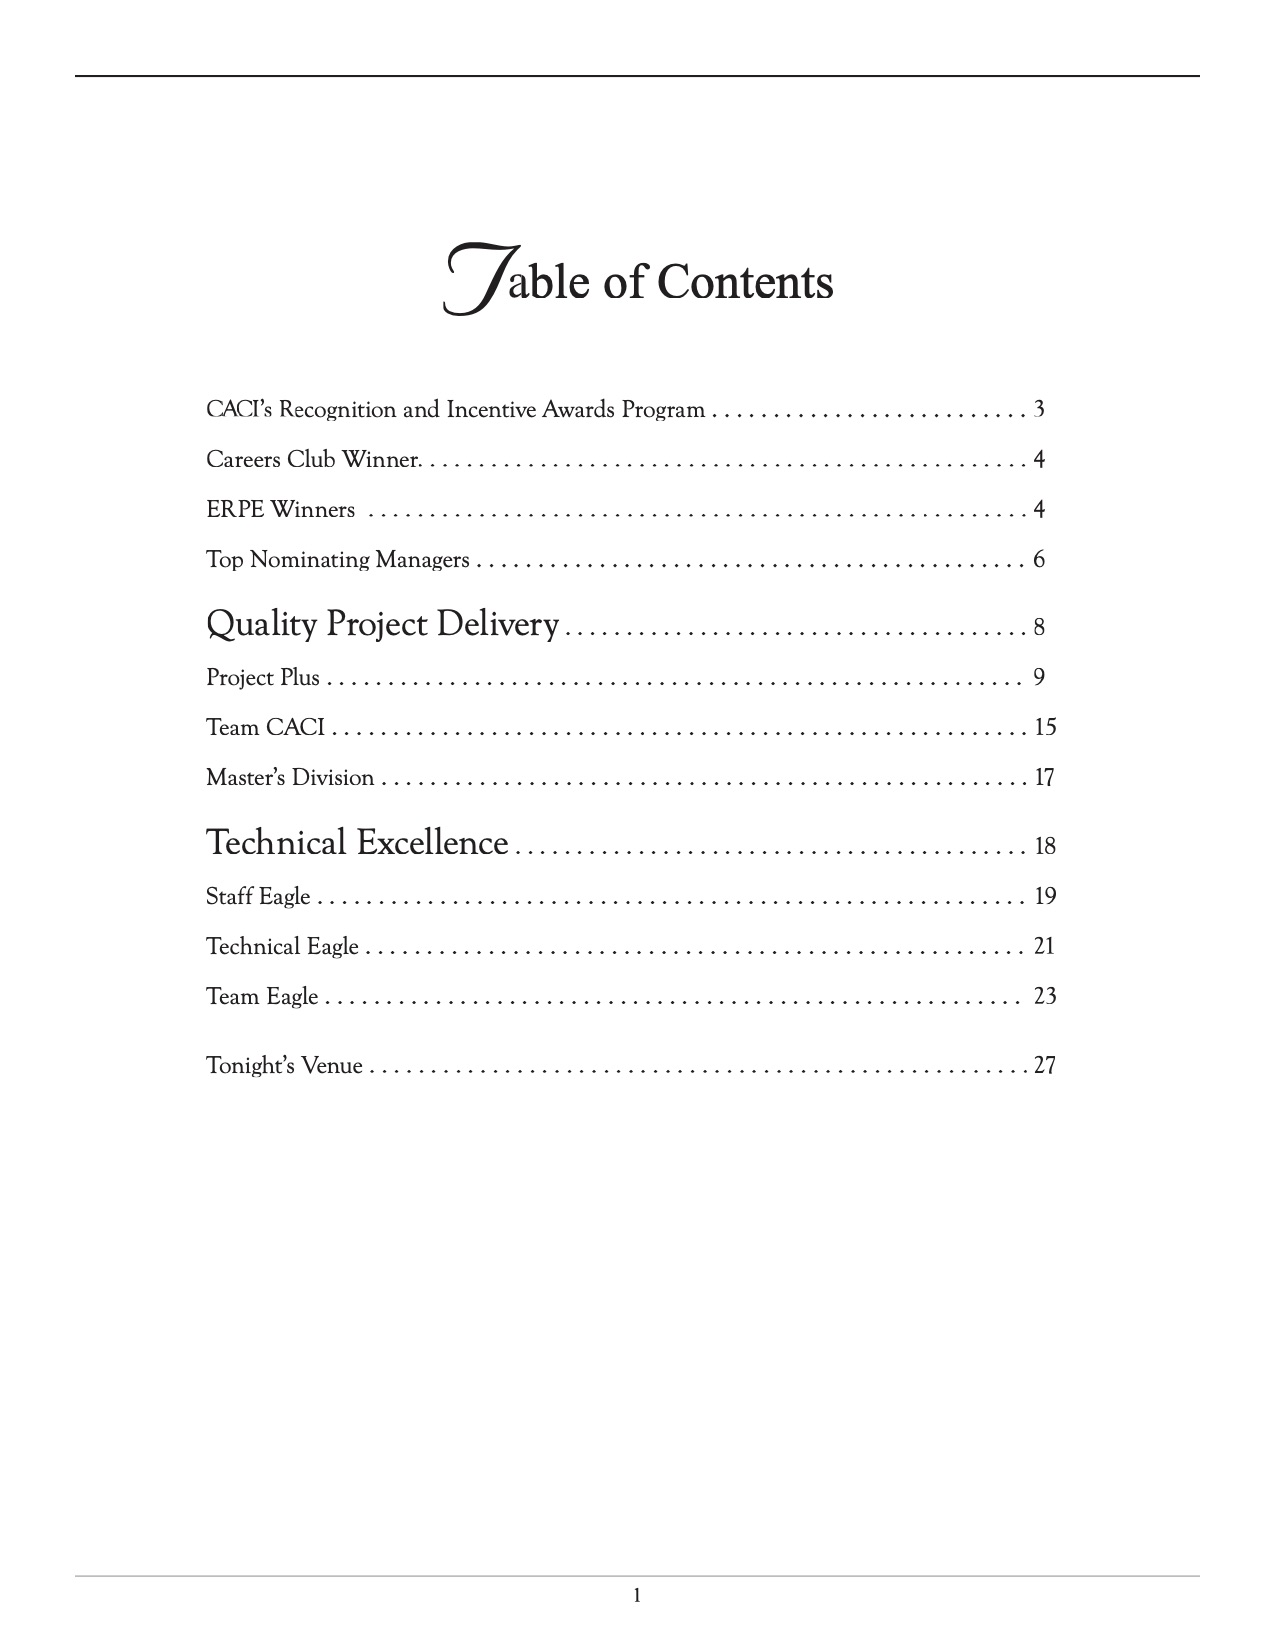 Table of Contents
CACI’s Recognition and Incentive Awards Program . . . . . . . . . . . . . . . . . . . . . . . . . . 3
Careers Club Winner. . . . . . . . . . . . . . . . . . . . . . . . . . . . . . . . . . . . . . . . . . . . . . . . . . 4
ERPE Winners . . . . . . . . . . . . . . . . . . . . . . . . . . . . . . . . . . . . . . . . . . . . . . . . . . . . . . 4
Top Nominating Managers . . . . . . . . . . . . . . . . . . . . . . . . . . . . . . . . . . . . . . . . . . . . . 6
Quality Project Delivery . . . . . . . . . . . . . . . . . . . . . . . . . . . . . . . . . . . . . . 8
Project Plus . . . . . . . . . . . . . . . . . . . . . . . . . . . . . . . . . . . . . . . . . . . . . . . . . . . . . . . . . 9
Team CACI . . . . . . . . . . . . . . . . . . . . . . . . . . . . . . . . . . . . . . . . . . . . . . . . . . . . . . . . . 15
Master’s Division . . . . . . . . . . . . . . . . . . . . . . . . . . . . . . . . . . . . . . . . . . . . . . . . . . . . . 17
Technical Excellence . . . . . . . . . . . . . . . . . . . . . . . . . . . . . . . . . . . . . . . . . . 18
Staff Eagle . . . . . . . . . . . . . . . . . . . . . . . . . . . . . . . . . . . . . . . . . . . . . . . . . . . . . . . . . . 19
Technical Eagle . . . . . . . . . . . . . . . . . . . . . . . . . . . . . . . . . . . . . . . . . . . . . . . . . . . . . . 21
Team Eagle . . . . . . . . . . . . . . . . . . . . . . . . . . . . . . . . . . . . . . . . . . . . . . . . . . . . . . . . . 23
Tonight’s Venue . . . . . . . . . . . . . . . . . . . . . . . . . . . . . . . . . . . . . . . . . . . . . . . . . . . . . . 27
1